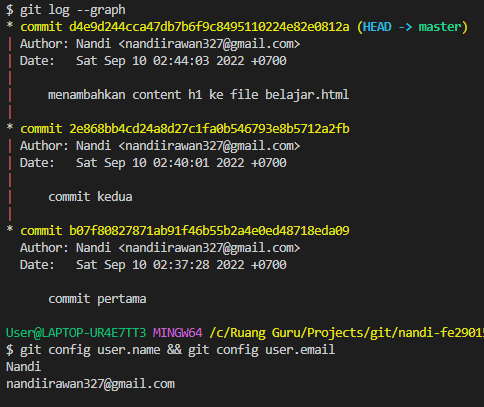 $ git log --graph
* commit d4e9d244cca47db7b6f9c8495110224e82e0812a (HEAD -> master)
| Author: Nandi <nandiirawan327@gmail.com>
| Date:   Sat Sep 10 02:44:03 2022 +0700
|
|     menambahkan content h1 ke file belajar.html
|
* commit 2e868bb4cd24a8d27c1fa0b546793e8b5712a2fb
| Author: Nandi <nandiirawan327@gmail.com>
| Date:   Sat Sep 10 02:40:01 2022 +0700
|
|     commit kedua
|
* commit b07f80827871ab91f46b55b2a4e0ed48718eda09
  Author: Nandi <nandiirawan327@gmail.com>
  Date:   Sat Sep 10 02:37:28 2022 +0700

      commit pertama

User@LAPTOP-UR4E7TT3 MINGW64 /c/Ruang Guru/Projects/git/nandi-fe29015
$ git config user.name && git config user.email
Nandi
nandiirawan327@gmail.com